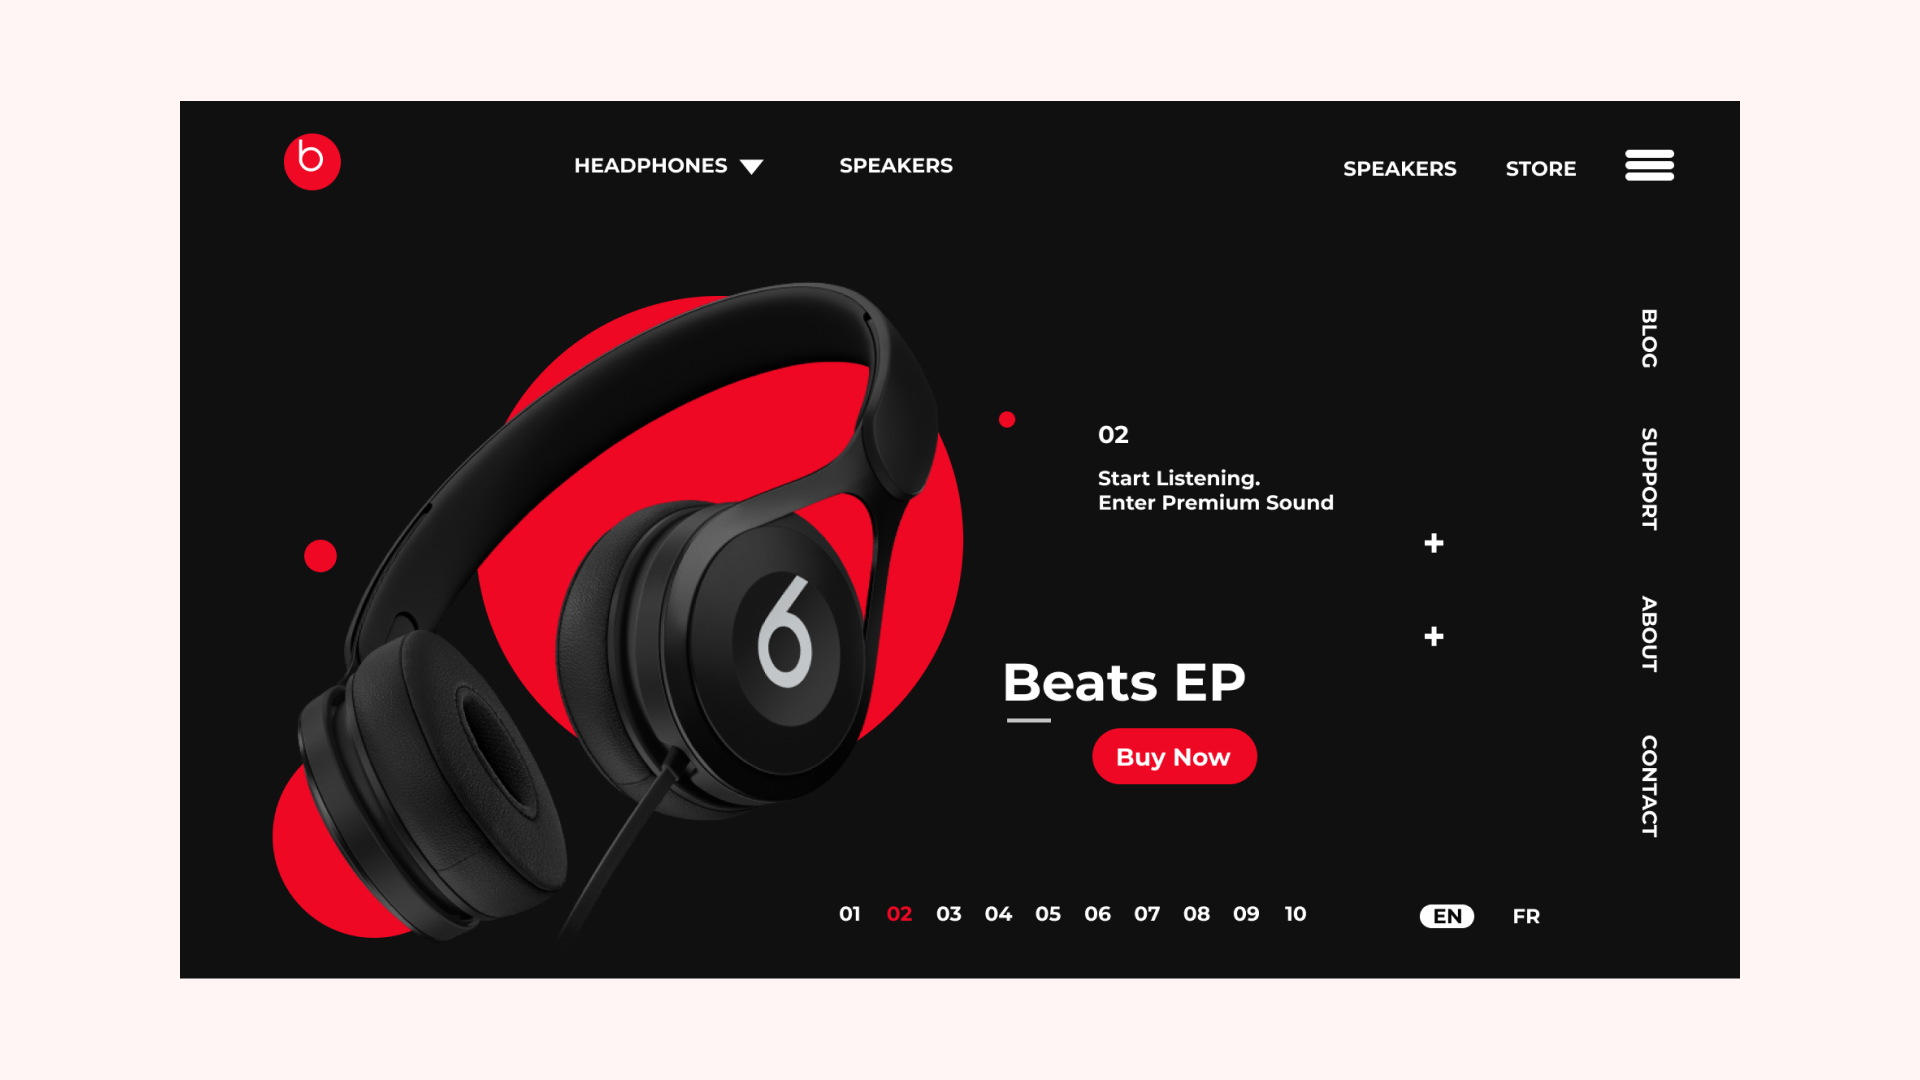 b
HEADPHONES
SPEAKERS
SPEAKERS
STORE
BLOG
SUPPORT
ABOUT
CONTACT
02
Start Listening.
Enter Premium Sound
+
+
Beats EP
Buy Now
01 02 03 04 05 06 07 08 09 10
EN
FR